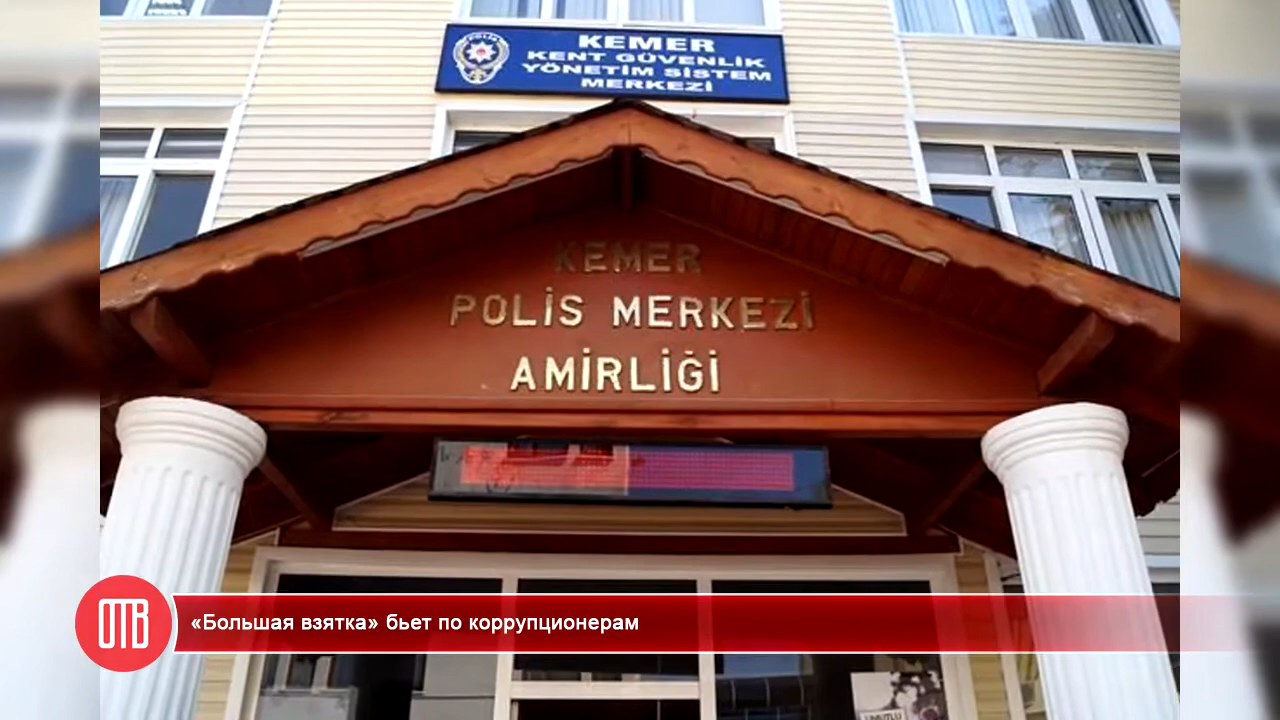 POLİS
KEMER
KENT GÜVENLİK
YÖNETİM SİSTEM
MERKEZİ
KEMER
POLİS MERKEZİ
AMİRLİĞİ
ОТВ
«Большая взятка» бьет по коррупционерам